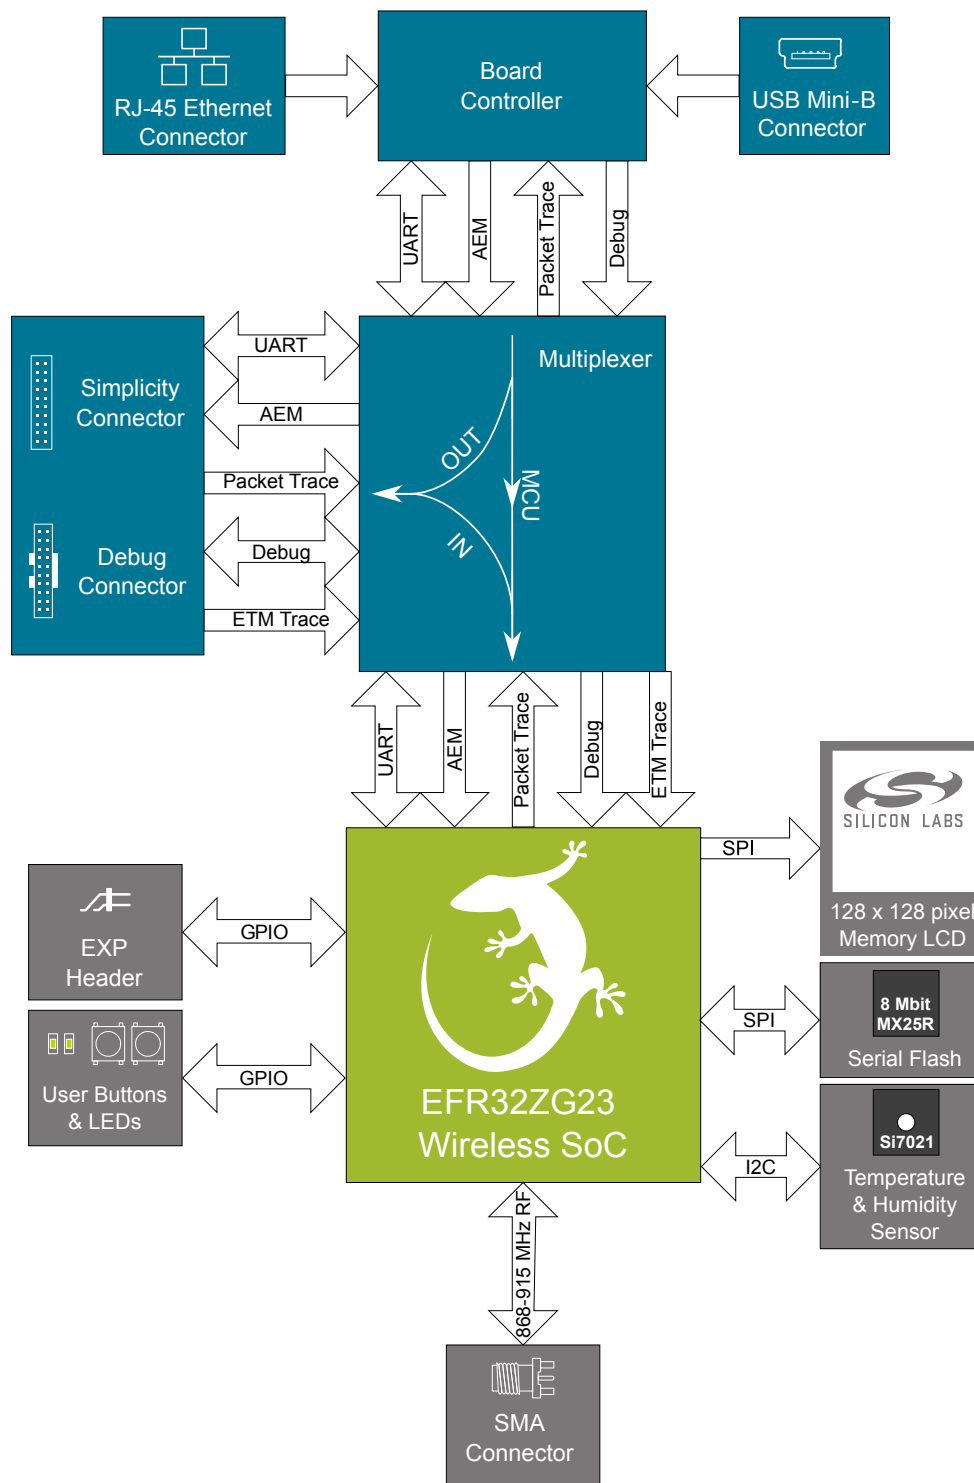 RJ-45 Ethernet
Connector
Board
Controller
USB Mini-B
Connector
UART
AEM
Packet Trace
Debug
Simplicity
Connector
Debug
Connector
UART
AEM
Packet Trace
Debug
ETM Trace
Multiplexer
OUT
MCU
IN
UART
AEM
Packet Trace
Debug
ETM Trace
EXP
Header
GPIO
User Buttons
& LEDs
GPIO
EFR32ZG23
Wireless SoC
SPI
SILICON LABS
128 x 128 pixel
Memory LCD
SPI
8 Mbit
MX25R
Serial Flash
I2C
Si7021
Temperature
& Humidity
Sensor
868-915 MHz RF
SMA
Connector